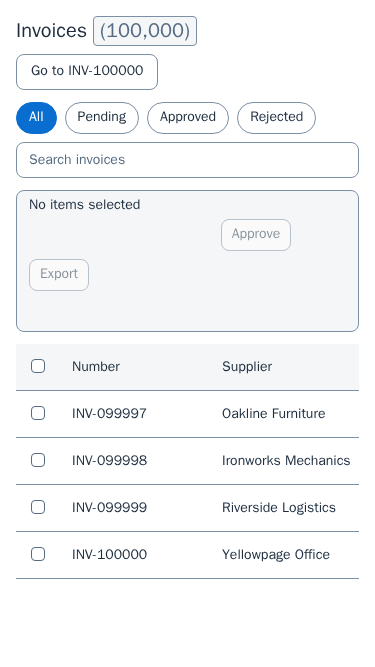 Invoices (100,000)
Go to INV-100000
All Pending Approved Rejected
Search invoices
No items selected
Approve
Export
Number Supplier
INV-099997 Oakline Furniture
INV-099998 Ironworks Mechanics
INV-099999 Riverside Logistics
INV-100000 Yellowpage Office